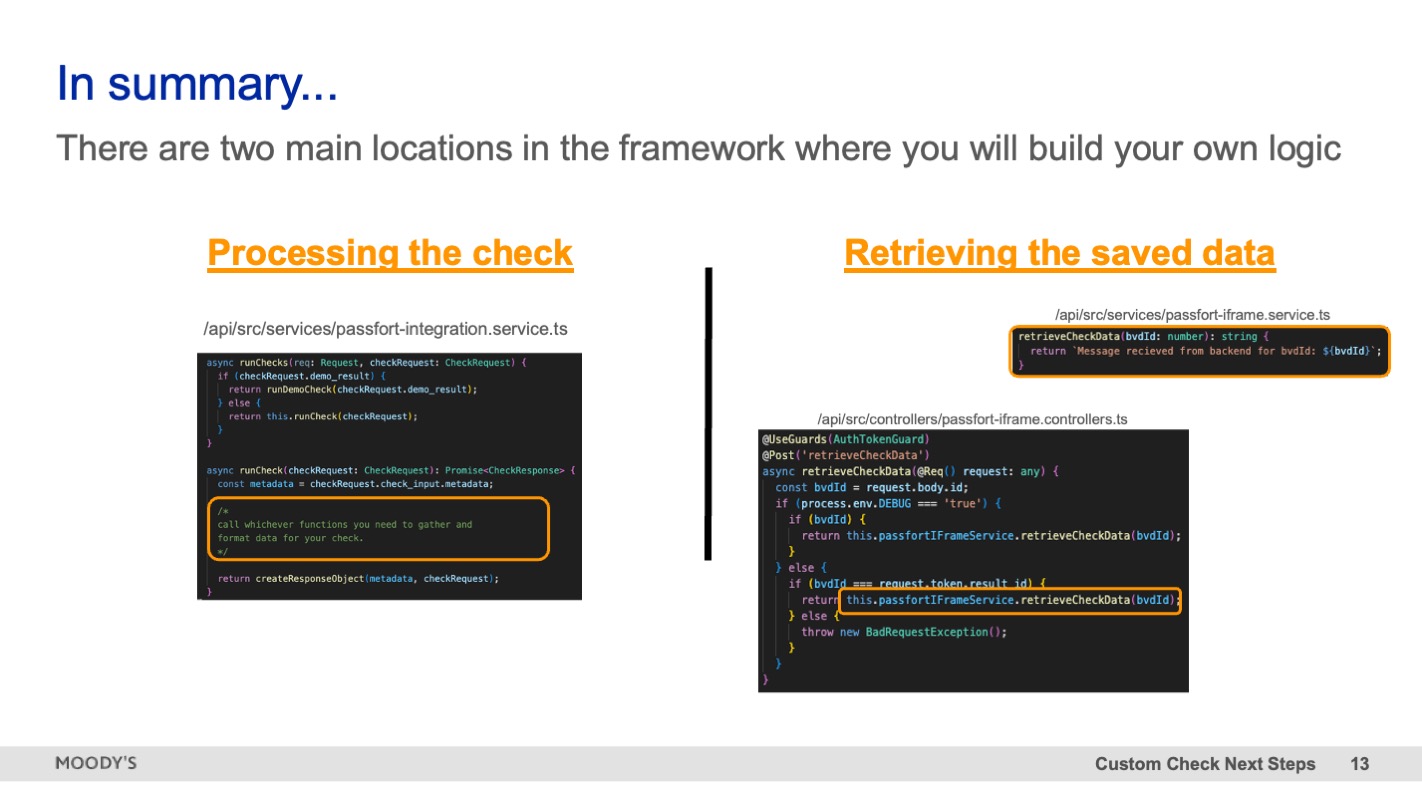 In summary...
There are two main locations in the framework where you will build your own logic
Processing the check
/api/src/services/passfort-integration.service.ts
async runChecks(req: Request, checkRequest: CheckRequest) {
if (checkRequest.demo_result) {
return runDemoCheck(checkRequest.demo_result);
} else {
return this.runCheck(checkRequest);
}
}
async runCheck(checkRequest: CheckRequest): Promise<CheckResponse> {
const metadata = checkRequest.check_input.metadata;
/*
call whichever functions you need to gather and
format data for your check.
*/
return createResponseObject(metadata, checkRequest);
}
Retrieving the saved data
/api/src/services/passfort-iframe.service.ts
retrieveCheckData(bvdId: number): string {
return `Message recieved from backend for bvdId: ${bvdId}`;
}
/api/src/controllers/passfort-iframe.controllers.ts
@UseGuards(AuthTokenGuard)
@Post('retrieveCheckData')
async retrieveCheckData(@Req() request: any) {
const bvdId = request.body.id;
if (process.env.DEBUG === 'true') {
if (bvdId) {
return this.passfortIFrameService.retrieveCheckData(bvdId);
}
} else {
if (bvdId === request.token.result_id) {
return this.passfortIFrameService.retrieveCheckData(bvdId);
} else {
throw new BadRequestException();
}
}
}
MOODY'S
Custom Check Next Steps 13